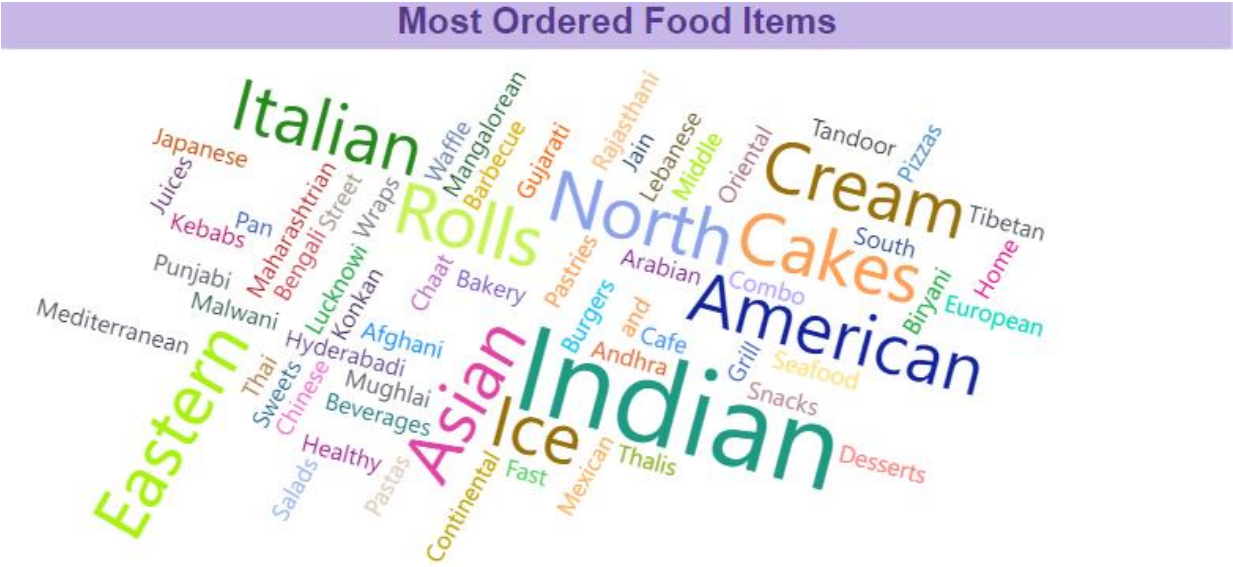 Most Ordered Food Items
Italian
Japanese
Juices
Kebabs
Pan
Maharashtrian
Bengali
Street
Wraps
Waffle
Mangalorean
Barbecue
Gujarati
Rolls
Rajasthani
Jain
Lebanese
Middle
Oriental
Tandoor
Pizzas
Cream
North
Cakes
South
Tibetan
Home
Punjabi
Malwani
Mediterranean
Lucknowi
Konkan
Chaat
Bakery
Pastries
Arabian
Combo
American
Biryani
European
Eastern
Thai
Sweets
Chinese
Hyderabadi
Afghani
Mughlai
Beverages
Asian
Burgers
and
Cafe
Andhra
Grill
Seafood
Snacks
Indian
Ice
Healthy
Salads
Pastas
Continental
Fast
Mexican
Thalis
Desserts